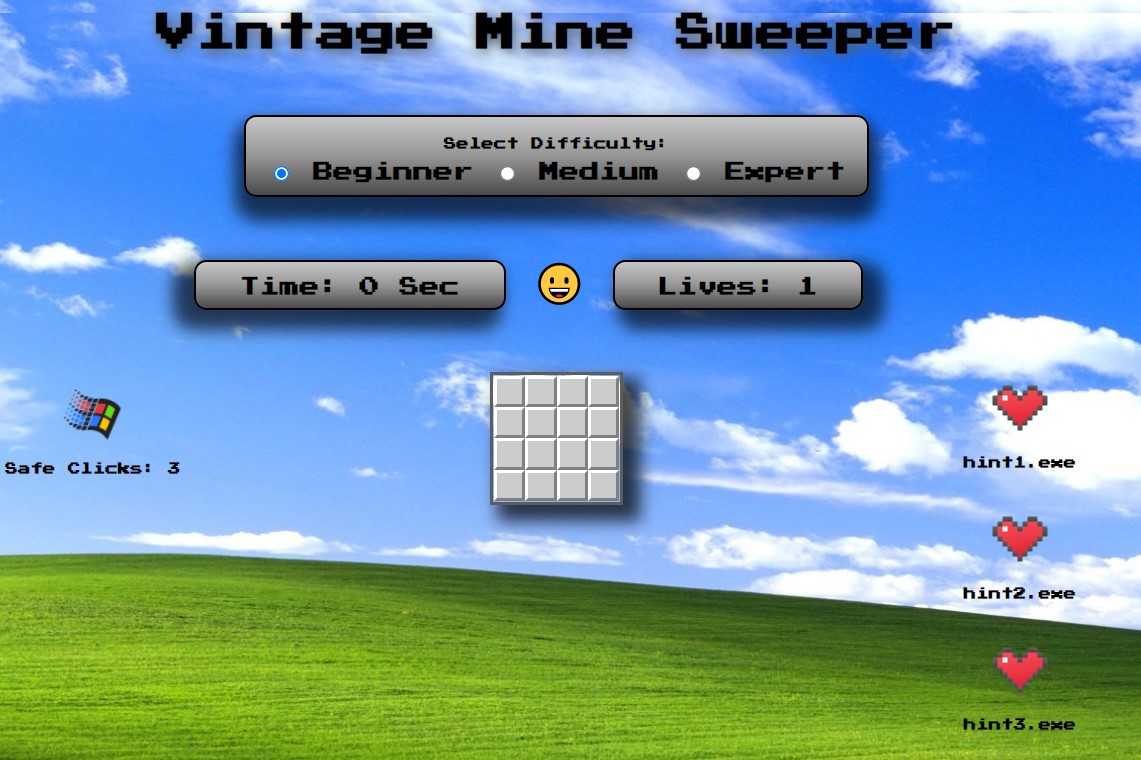 Vintage Mine Sweeper
Select Difficulty:
Beginner Medium Expert
Time: 0 Sec
Lives: 1
Safe Clicks: 3
hint1.exe
hint2.exe
hint3.exe